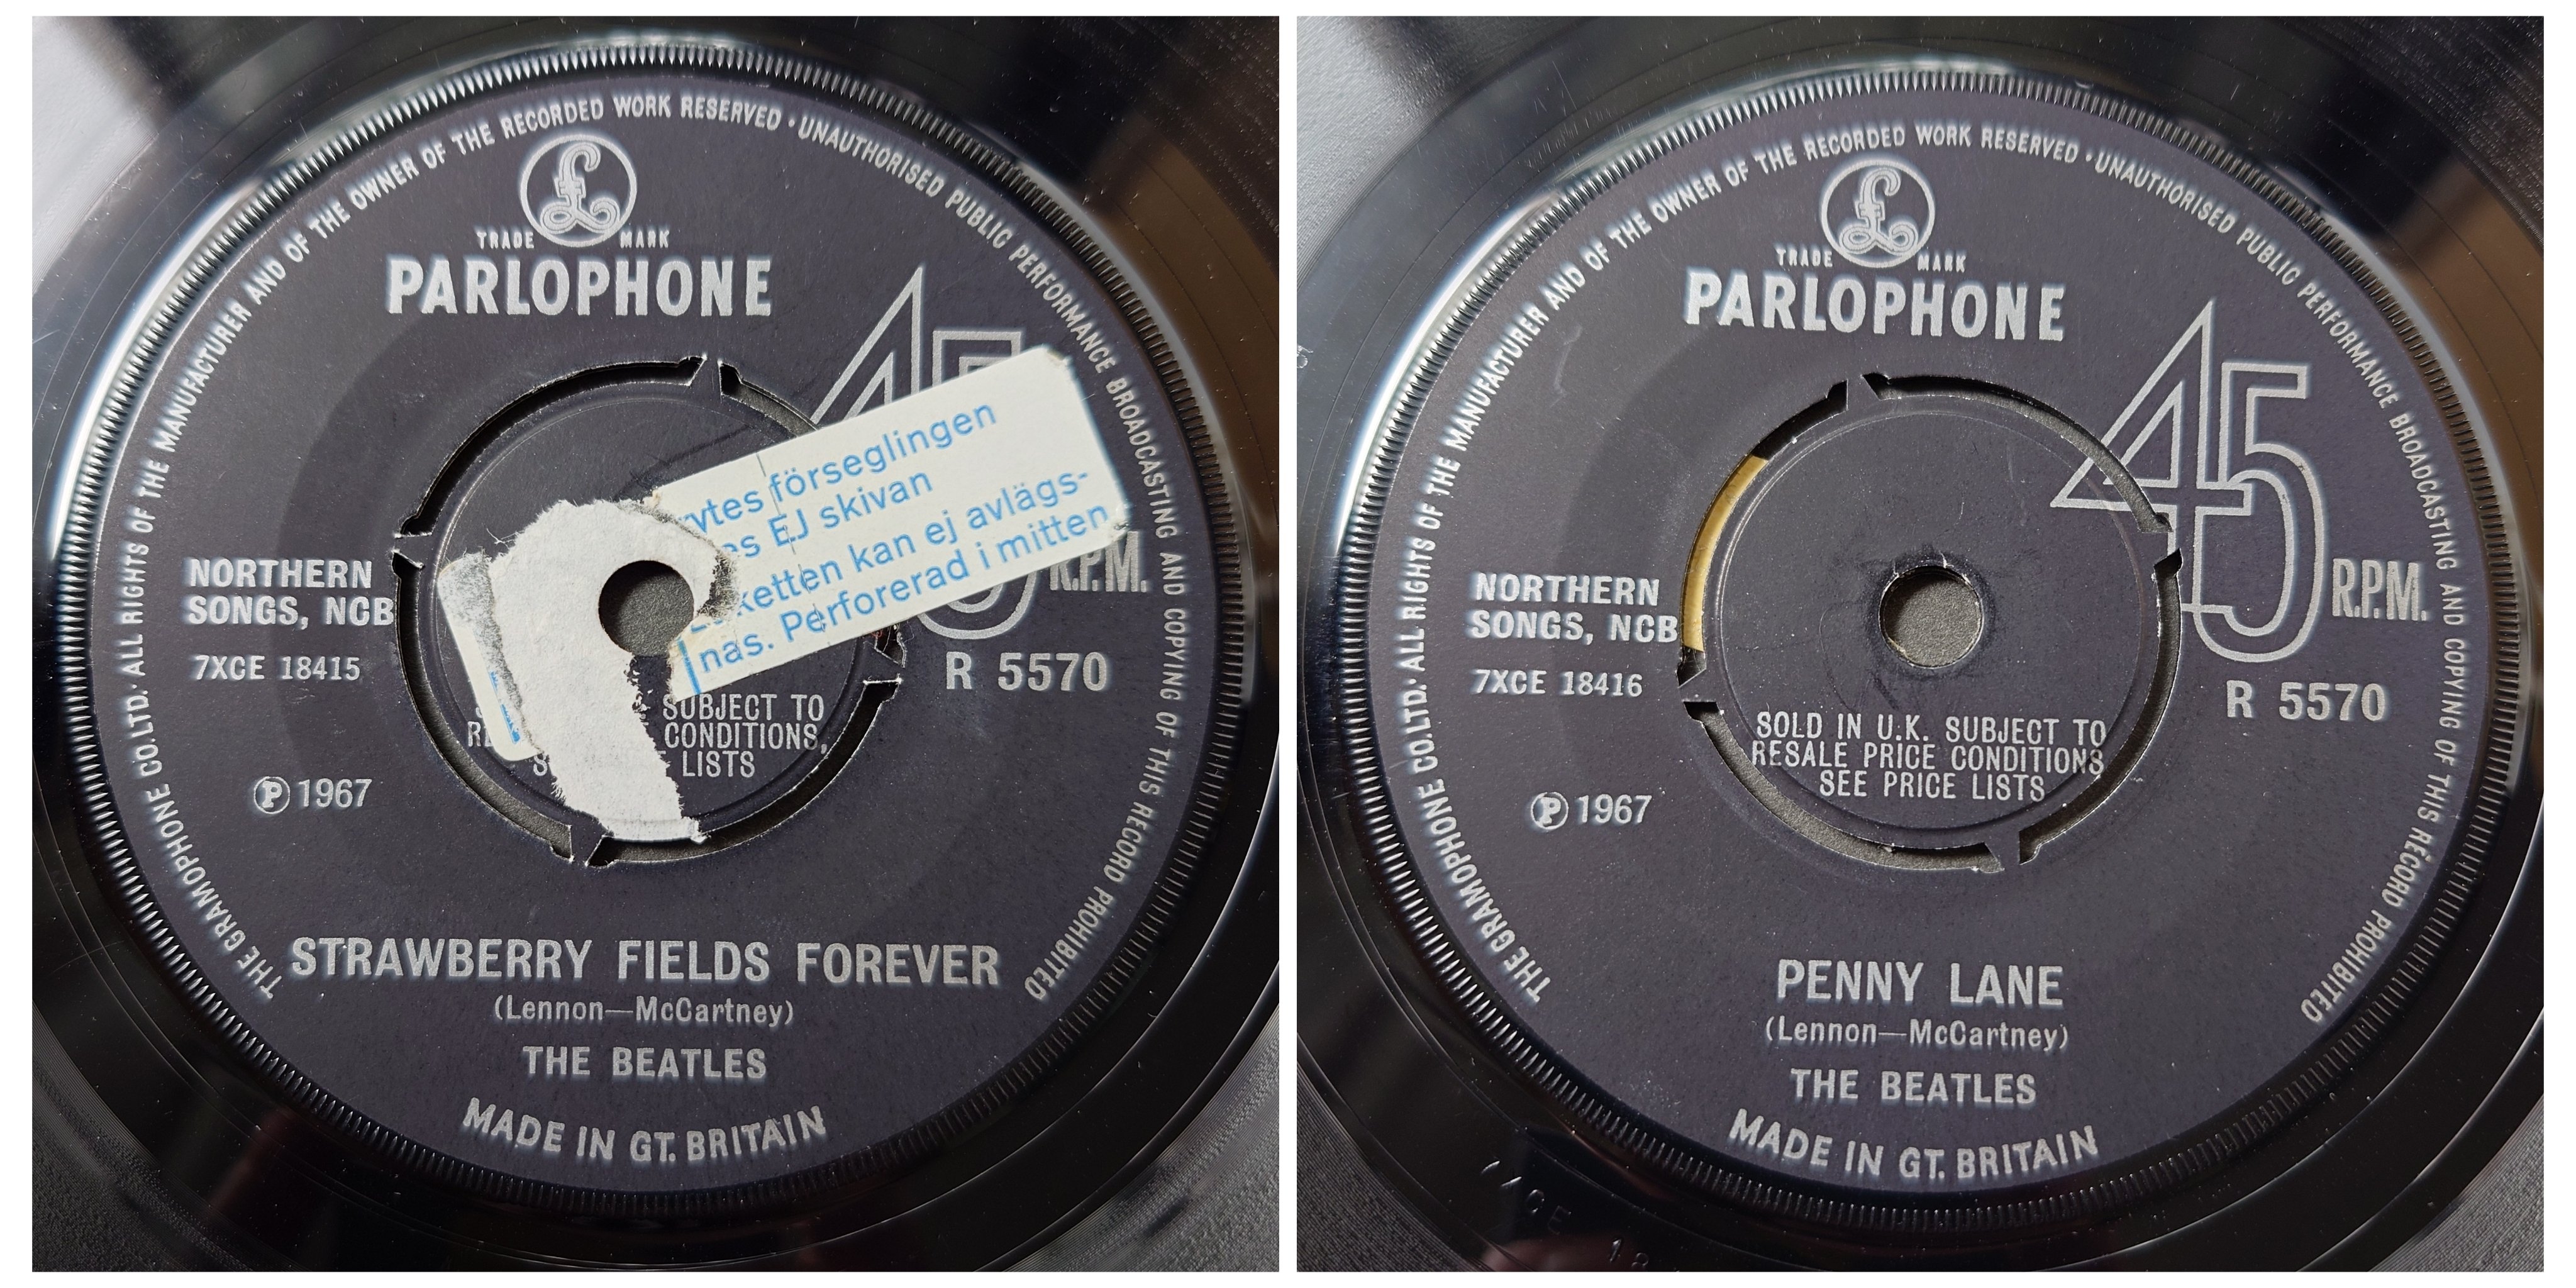 THE GRAMOPHONE CO.LTD. ALL RIGHTS OF THE MANUFACTURER AND OF THE OWNER OF THE RECORDED WORK RESERVED · UNAUTHORISED PUBLIC PERFORMANCE BROADCASTING AND COPYING OF THIS RECORD PROHIBITED
£
TRADE MARK
PARLOPHONE
45
R.P.M.
förseglingen
EJ skivan
kan ej avlägs-
nas. Perforerad i mitten
NORTHERN
SONGS, NCB
7XCE 18415
R 5570
SUBJECT TO
CONDITIONS,
LISTS
Ⓟ 1967
STRAWBERRY FIELDS FOREVER
(Lennon—McCartney)
THE BEATLES
MADE IN GT. BRITAIN
THE GRAMOPHONE CO.LTD. ALL RIGHTS OF THE MANUFACTURER AND OF THE OWNER OF THE RECORDED WORK RESERVED · UNAUTHORISED PUBLIC PERFORMANCE BROADCASTING AND COPYING OF THIS RECORD PROHIBITED
£
TRADE MARK
PARLOPHONE
45
R.P.M.
NORTHERN
SONGS, NCB
7XCE 18416
R 5570
SOLD IN U.K. SUBJECT TO
RESALE PRICE CONDITIONS
SEE PRICE LISTS
Ⓟ 1967
PENNY LANE
(Lennon—McCartney)
THE BEATLES
MADE IN GT. BRITAIN